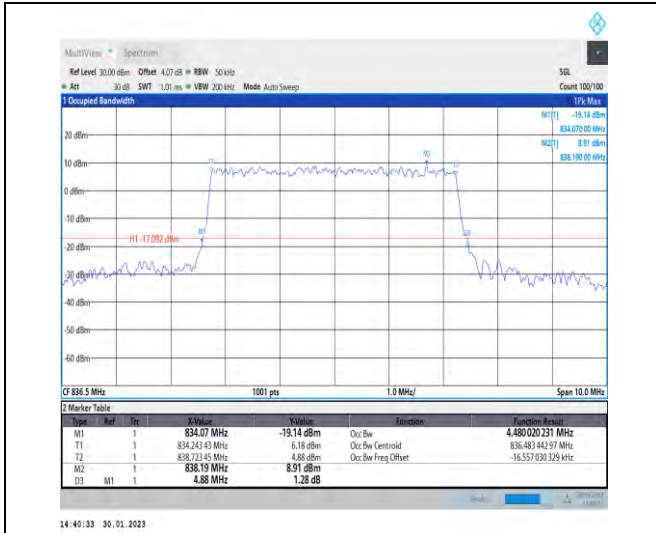 MultiView Spectrum
Ref Level 30.00 dBm Offset 4.07 dB RBW 50 kHz SGL
Att 30 dB SWT 1.01 ms VBW 200 kHz Mode Auto Sweep Count 100/100
1 Occupied Bandwidth 1Pk Max
M1[1] -19.14 dBm
834.070 00 MHz
M2[1] 8.91 dBm
838.190 00 MHz
20 dBm
10 dBm
M2
T1
T2
0 dBm
-10 dBm
M1
D3
H1 -17.092 dBm
-20 dBm
-30 dBm
-40 dBm
-50 dBm
-60 dBm
CF 836.5 MHz 1001 pts 1.0 MHz/ Span 10.0 MHz
2 Marker Table
Type Ref Trc X-Value Y-Value Function Function Result
M1 1 834.07 MHz -19.14 dBm Occ Bw 4.480 020 231 MHz
T1 1 834.243 43 MHz 6.18 dBm Occ Bw Centroid 836.483 442 97 MHz
T2 1 838.723 45 MHz 4.88 dBm Occ Bw Freq Offset -16.557 030 329 kHz
M2 1 838.19 MHz 8.91 dBm
D3 M1 1 4.88 MHz 1.28 dB
14:40:33 30.01.2023